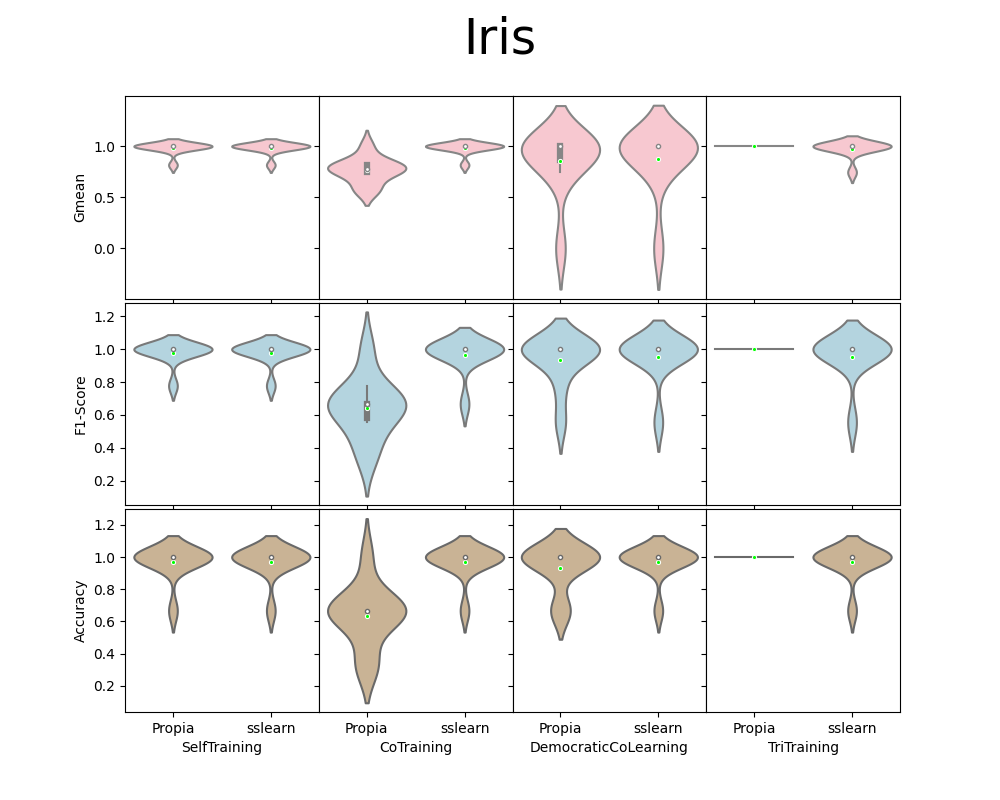 Iris
Gmean
1.0
0.5
0.0
F1-Score
1.2
1.0
0.8
0.6
0.4
0.2
Accuracy
1.2
1.0
0.8
0.6
0.4
0.2
Propia sslearn Propia sslearn Propia sslearn Propia sslearn
SelfTraining CoTraining DemocraticCoLearning TriTraining